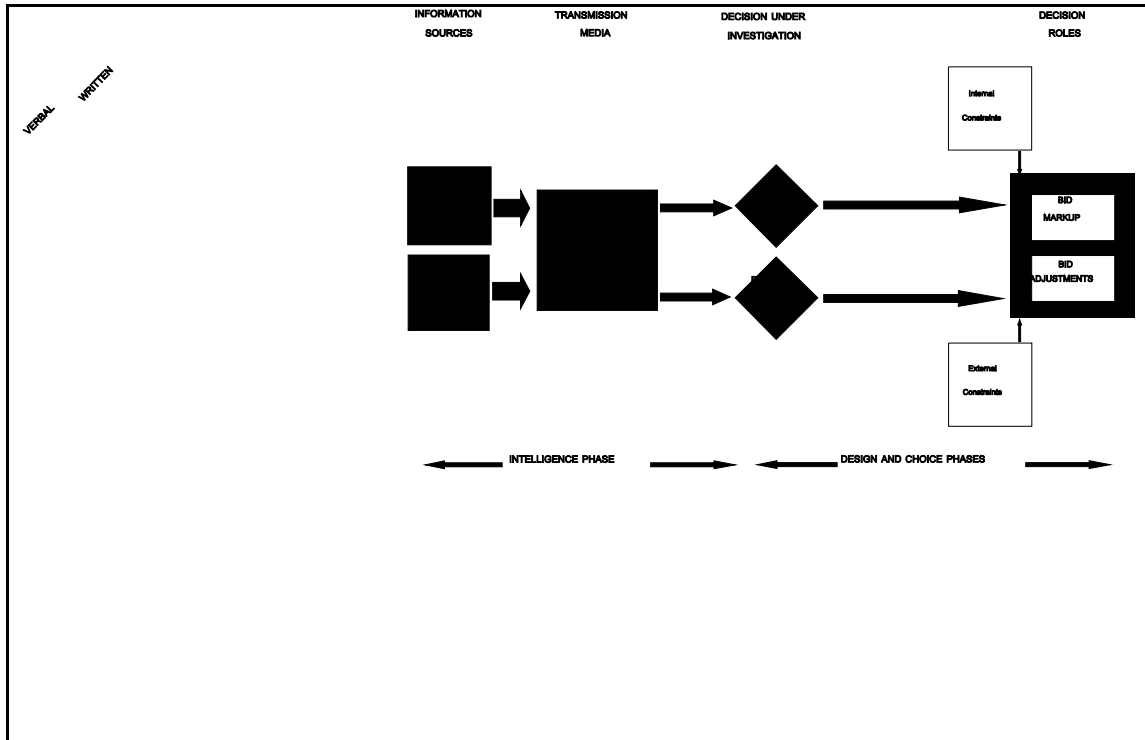 INFORMATION
SOURCES
TRANSMISSION
MEDIA
DECISION UNDER
INVESTIGATION
DECISION
ROLES
VERBAL
WRITTEN
Internal
Constraints
BID
MARKUP
BID
ADJUSTMENTS
External
Constraints
INTELLIGENCE PHASE
DESIGN AND CHOICE PHASES